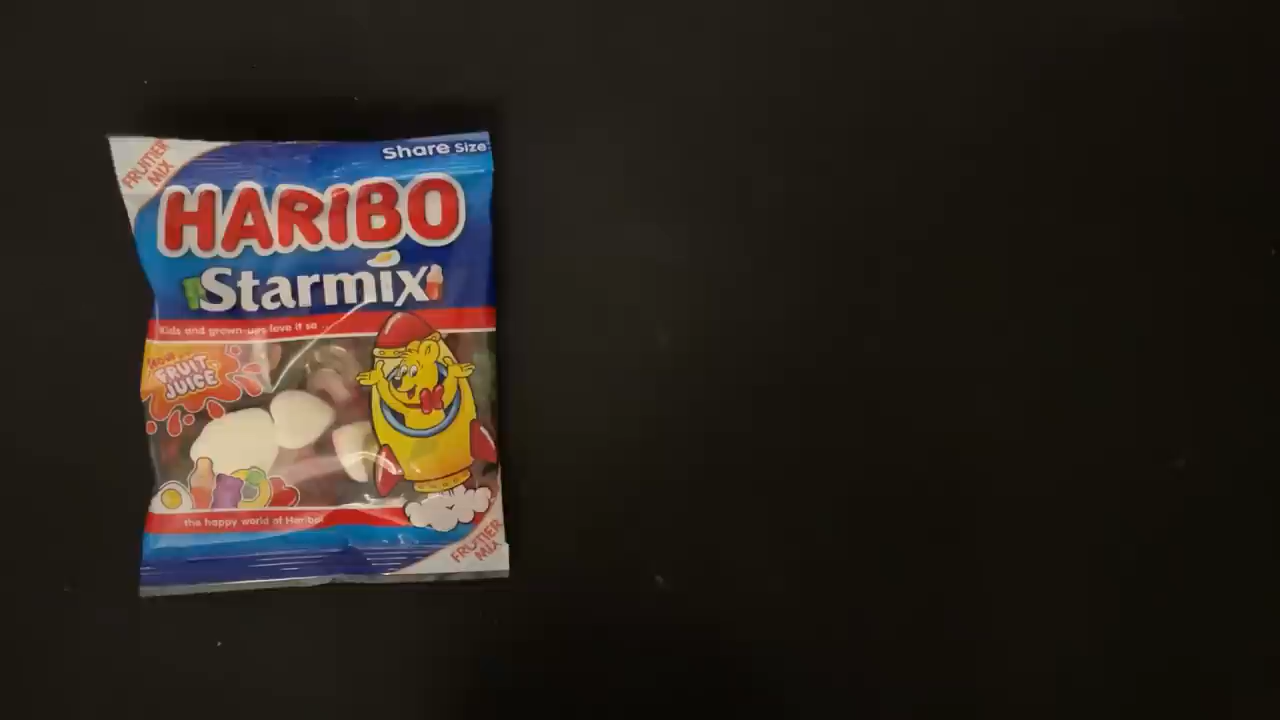 FRUITIER
MIX
Share Size
HARIBO
Starmix
Kids and grown-ups love it so ...
FRUIT
JUICE
the happy world of Haribo!
FRUITIER
MIX